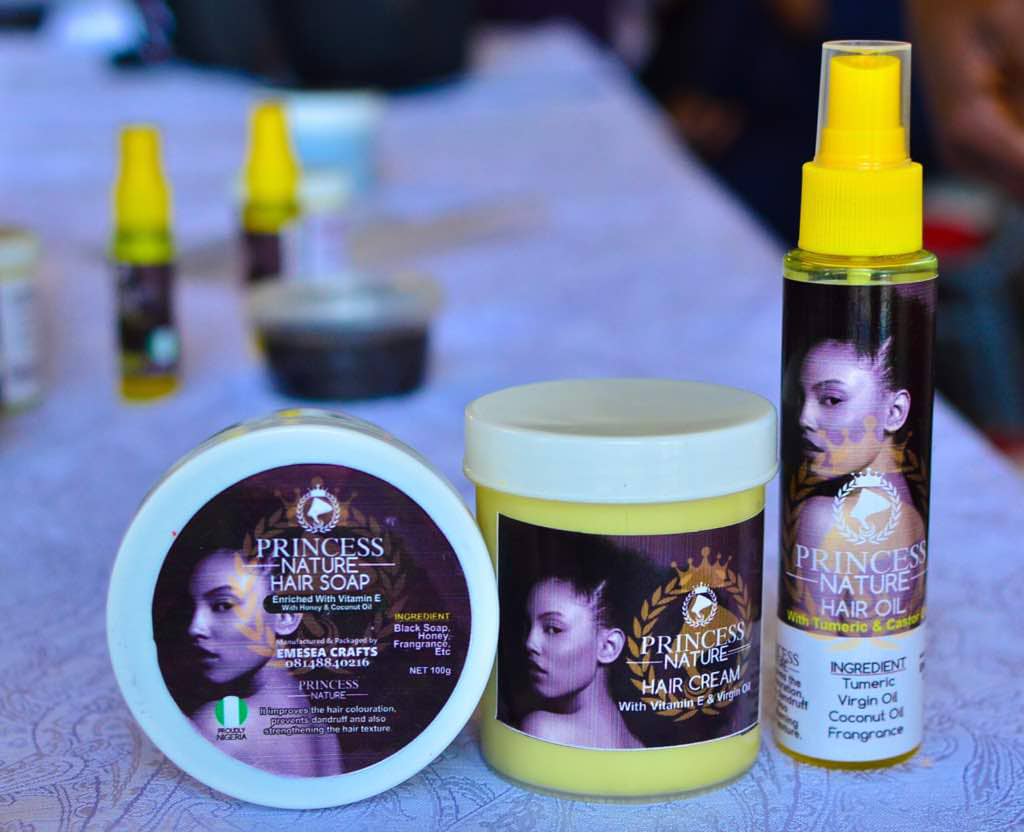 PRINCESS
NATURE
HAIR SOAP
Enriched With Vitamin E
With Honey & Coconut Oil
INGREDIENT
Black Soap,
Honey,
Frangrance,
Etc
NET 100g
Manufactured & Packaged by
EMESEA CRAFTS
08148840216
PRINCESS
NATURE
PROUDLY
NIGERIA
It improves the hair colouration,
prevents dandruff and also
strengthening the hair texture.
PRINCESS
NATURE
HAIR CREAM
With Vitamin E & Virgin Oil
PRINCESS
NATURE
HAIR OIL
With Tumeric & Castor
INGREDIENT
Tumeric
Virgin Oil
Coconut Oil
Frangrance